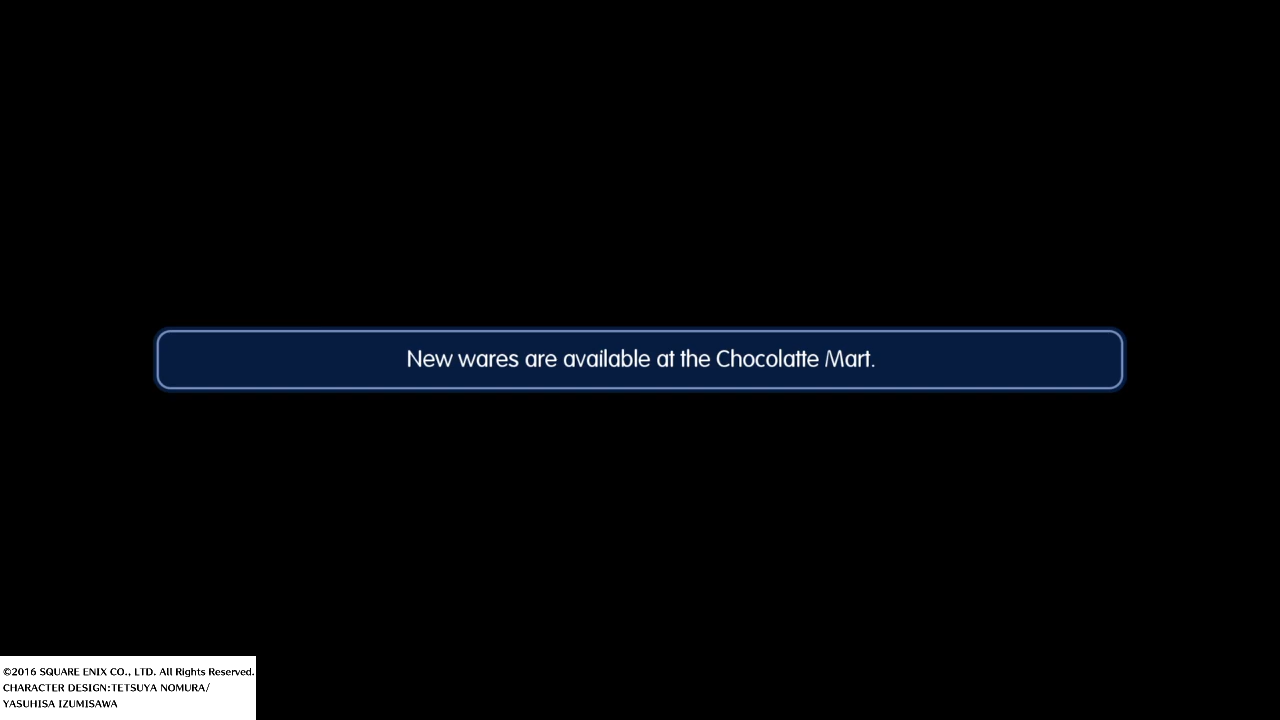 New wares are available at the Chocolatte Mart.
©2016 SQUARE ENIX CO., LTD. All Rights Reserved.
CHARACTER DESIGN:TETSUYA NOMURA/
YASUHISA IZUMISAWA